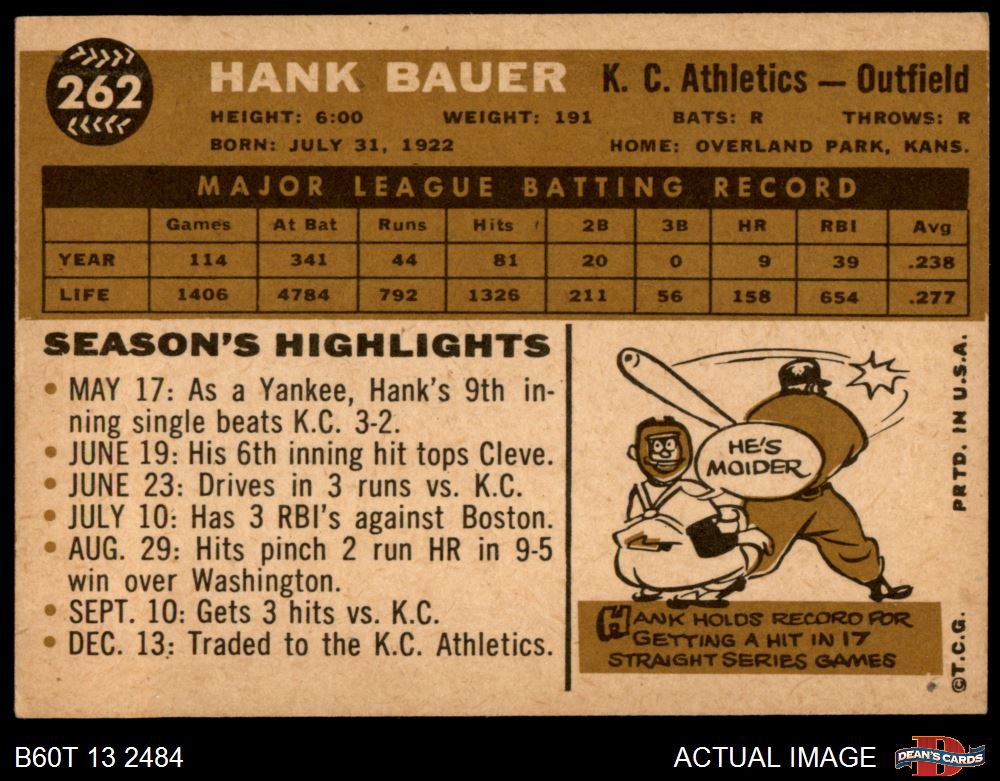 262
HANK BAUER K. C. Athletics — Outfield
HEIGHT: 6:00 WEIGHT: 191 BATS: R THROWS: R
BORN: JULY 31, 1922 HOME: OVERLAND PARK, KANS.
MAJOR LEAGUE BATTING RECORD
Games At Bat Runs Hits 2B 3B HR RBI Avg
YEAR 114 341 44 81 20 0 9 39 .238
LIFE 1406 4784 792 1326 211 56 158 654 .277
SEASON'S HIGHLIGHTS
• MAY 17: As a Yankee, Hank's 9th in-
ning single beats K.C. 3-2.
• JUNE 19: His 6th inning hit tops Cleve.
• JUNE 23: Drives in 3 runs vs. K.C.
• JULY 10: Has 3 RBI's against Boston.
• AUG. 29: Hits pinch 2 run HR in 9-5
win over Washington.
• SEPT. 10: Gets 3 hits vs. K.C.
• DEC. 13: Traded to the K.C. Athletics.
HE'S
MOIDER
HANK HOLDS RECORD FOR
GETTING A HIT IN 17
STRAIGHT SERIES GAMES
©T.C.G. PRTD. IN U.S.A.
B60T 13 2484 ACTUAL IMAGE
DEAN'S CARDS